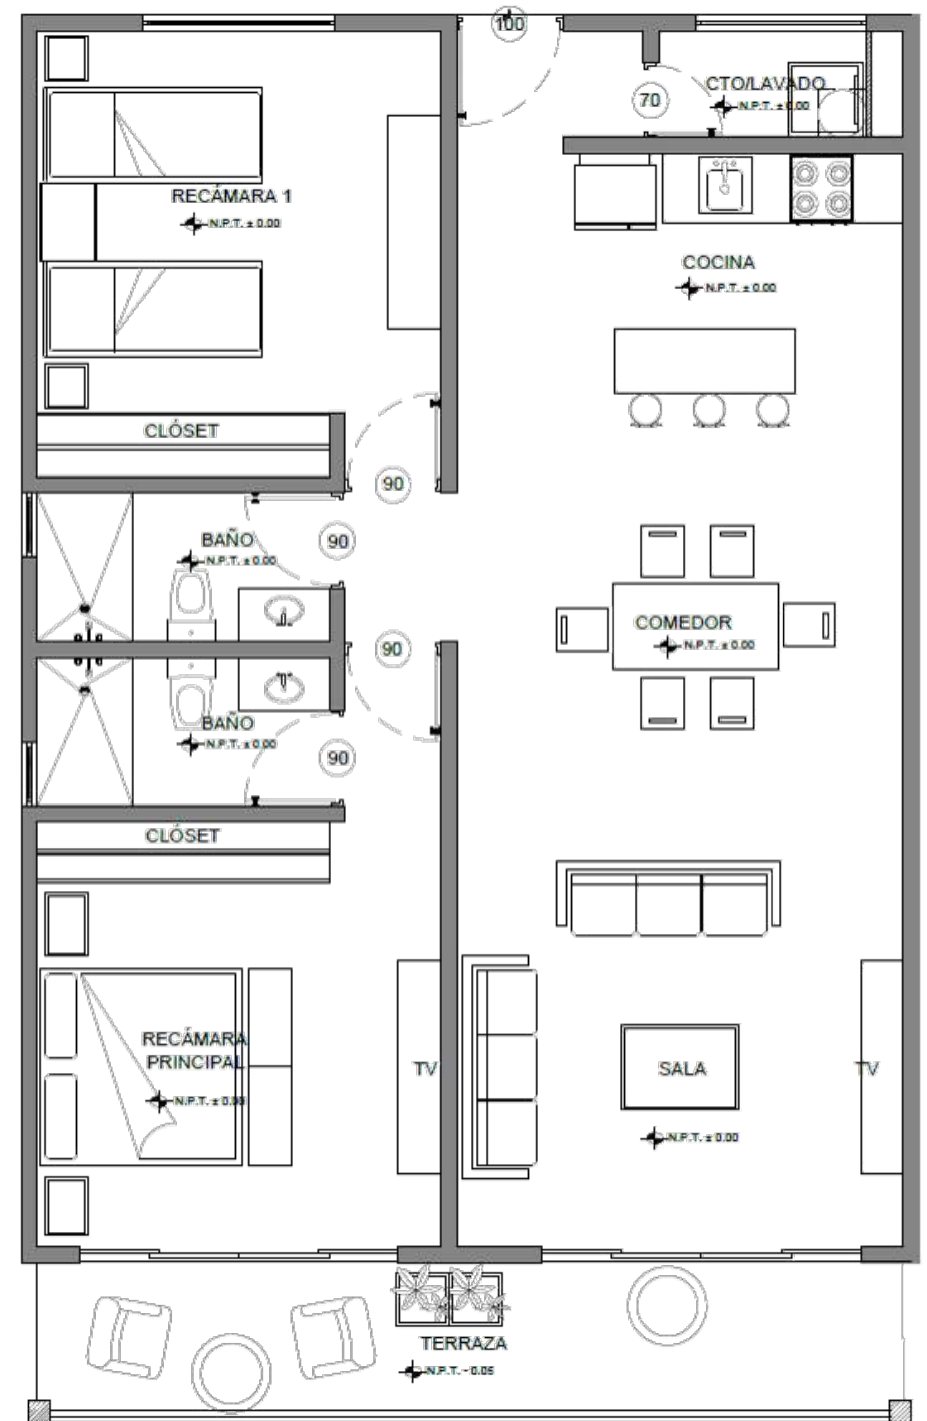 100
CTO/LAVADO
70
N.P.T. ± 0.00
RECÁMARA 1
N.P.T. ± 0.00
COCINA
N.P.T. ± 0.00
CLÓSET
90
90
BAÑO
N.P.T. ± 0.00
COMEDOR
N.P.T. ± 0.00
90
BAÑO
N.P.T. ± 0.00
90
CLÓSET
RECÁMARA
PRINCIPAL
N.P.T. ± 0.00
TV
SALA
TV
N.P.T. ± 0.00
TERRAZA
N.P.T. - 0.05